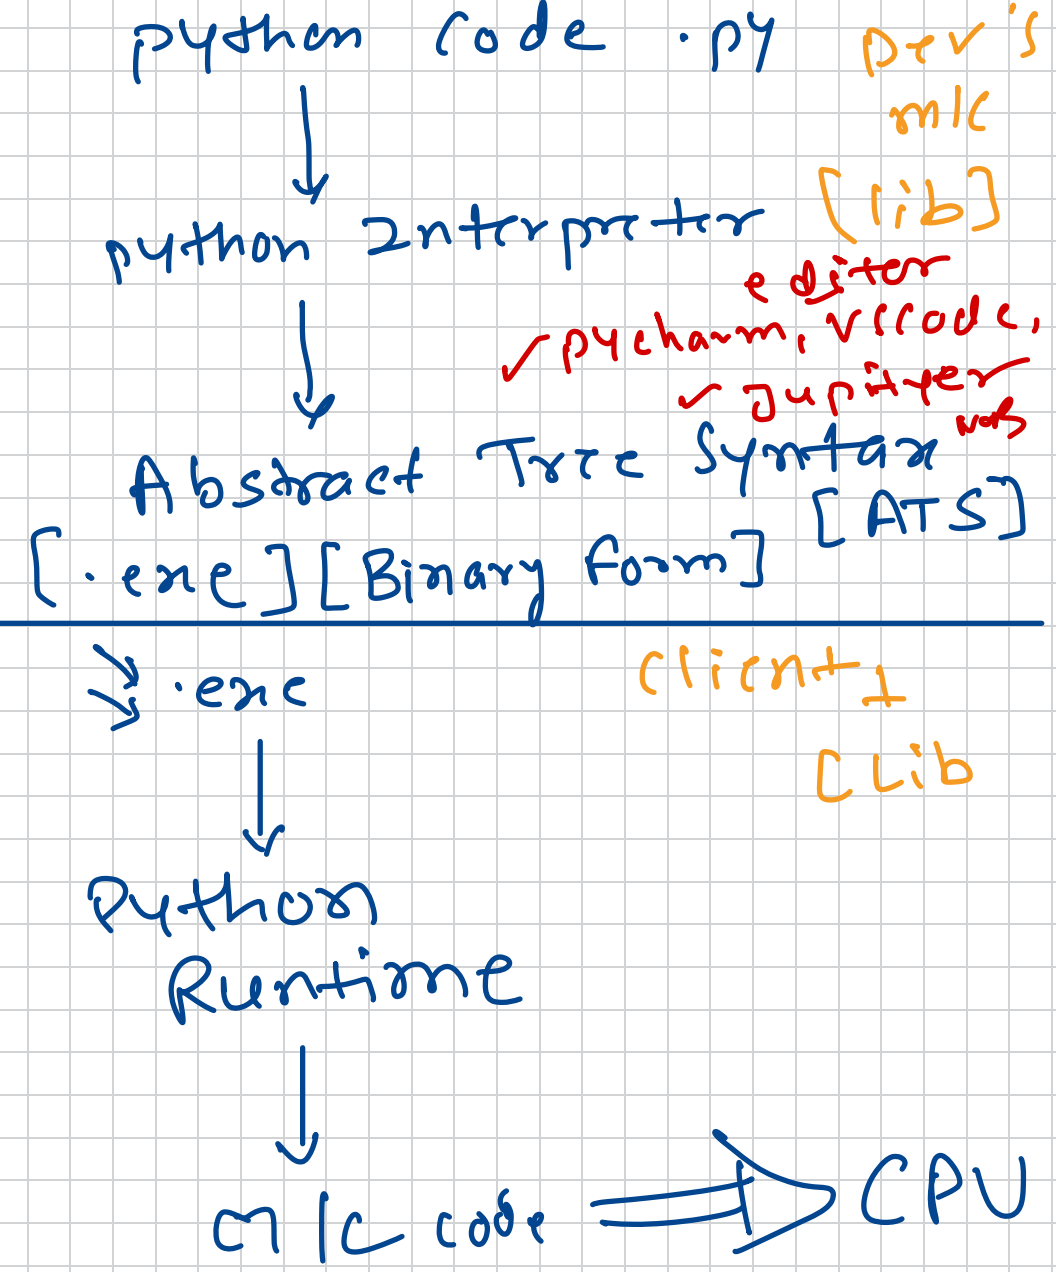 python code .py
Dev's
m/c
[lib]
python Interpreter
editor
pycharm, vscode,
Jupiter
Abstract Tree Syntax
[ATS]
[.exe] [Binary form]
.exe
client 1
[Lib
Python
Runtime
m/c code
CPU